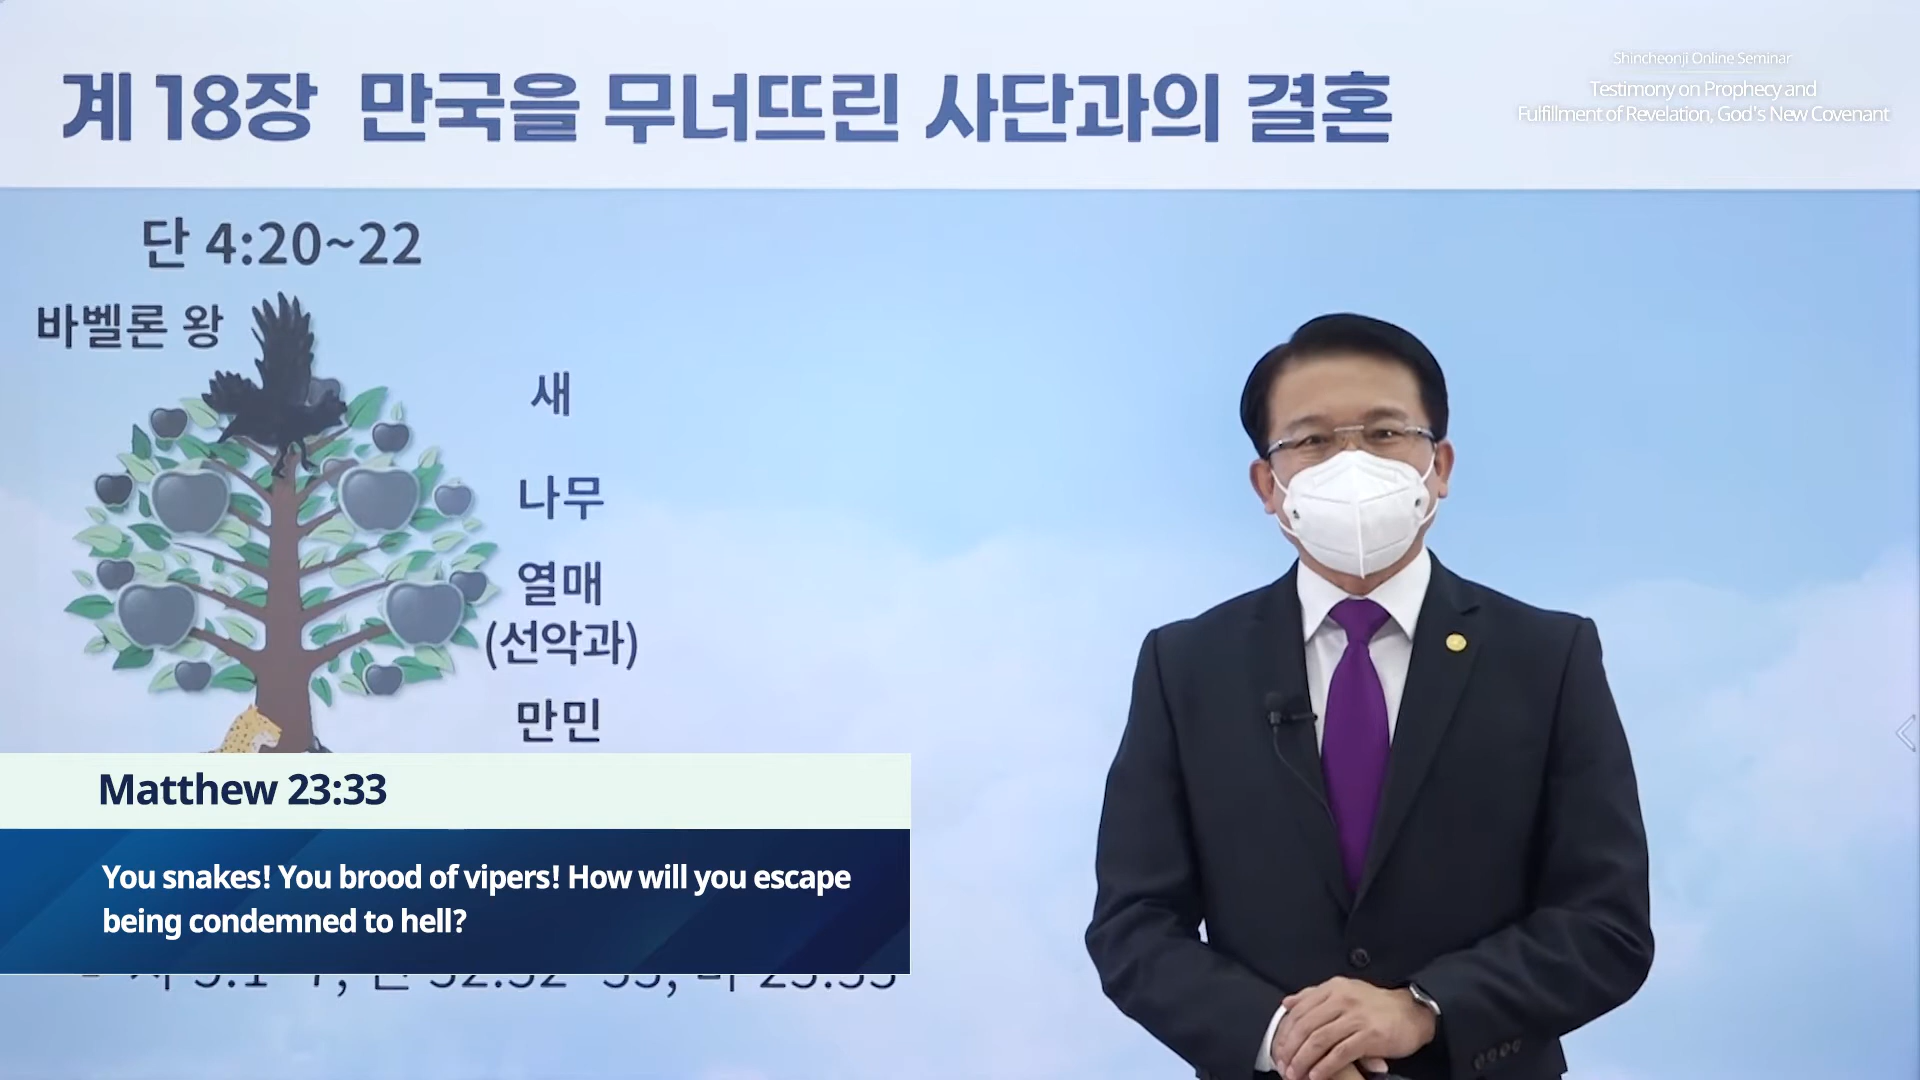 계 18장 만국을 무너뜨린 사단과의 결혼
Shincheonji Online Seminar
Testimony on Prophecy and
Fulfillment of Revelation, God's New Covenant
단 4:20~22
바벨론 왕
새
나무
열매
(선악과)
만민
Matthew 23:33
You snakes! You brood of vipers! How will you escape
being condemned to hell?